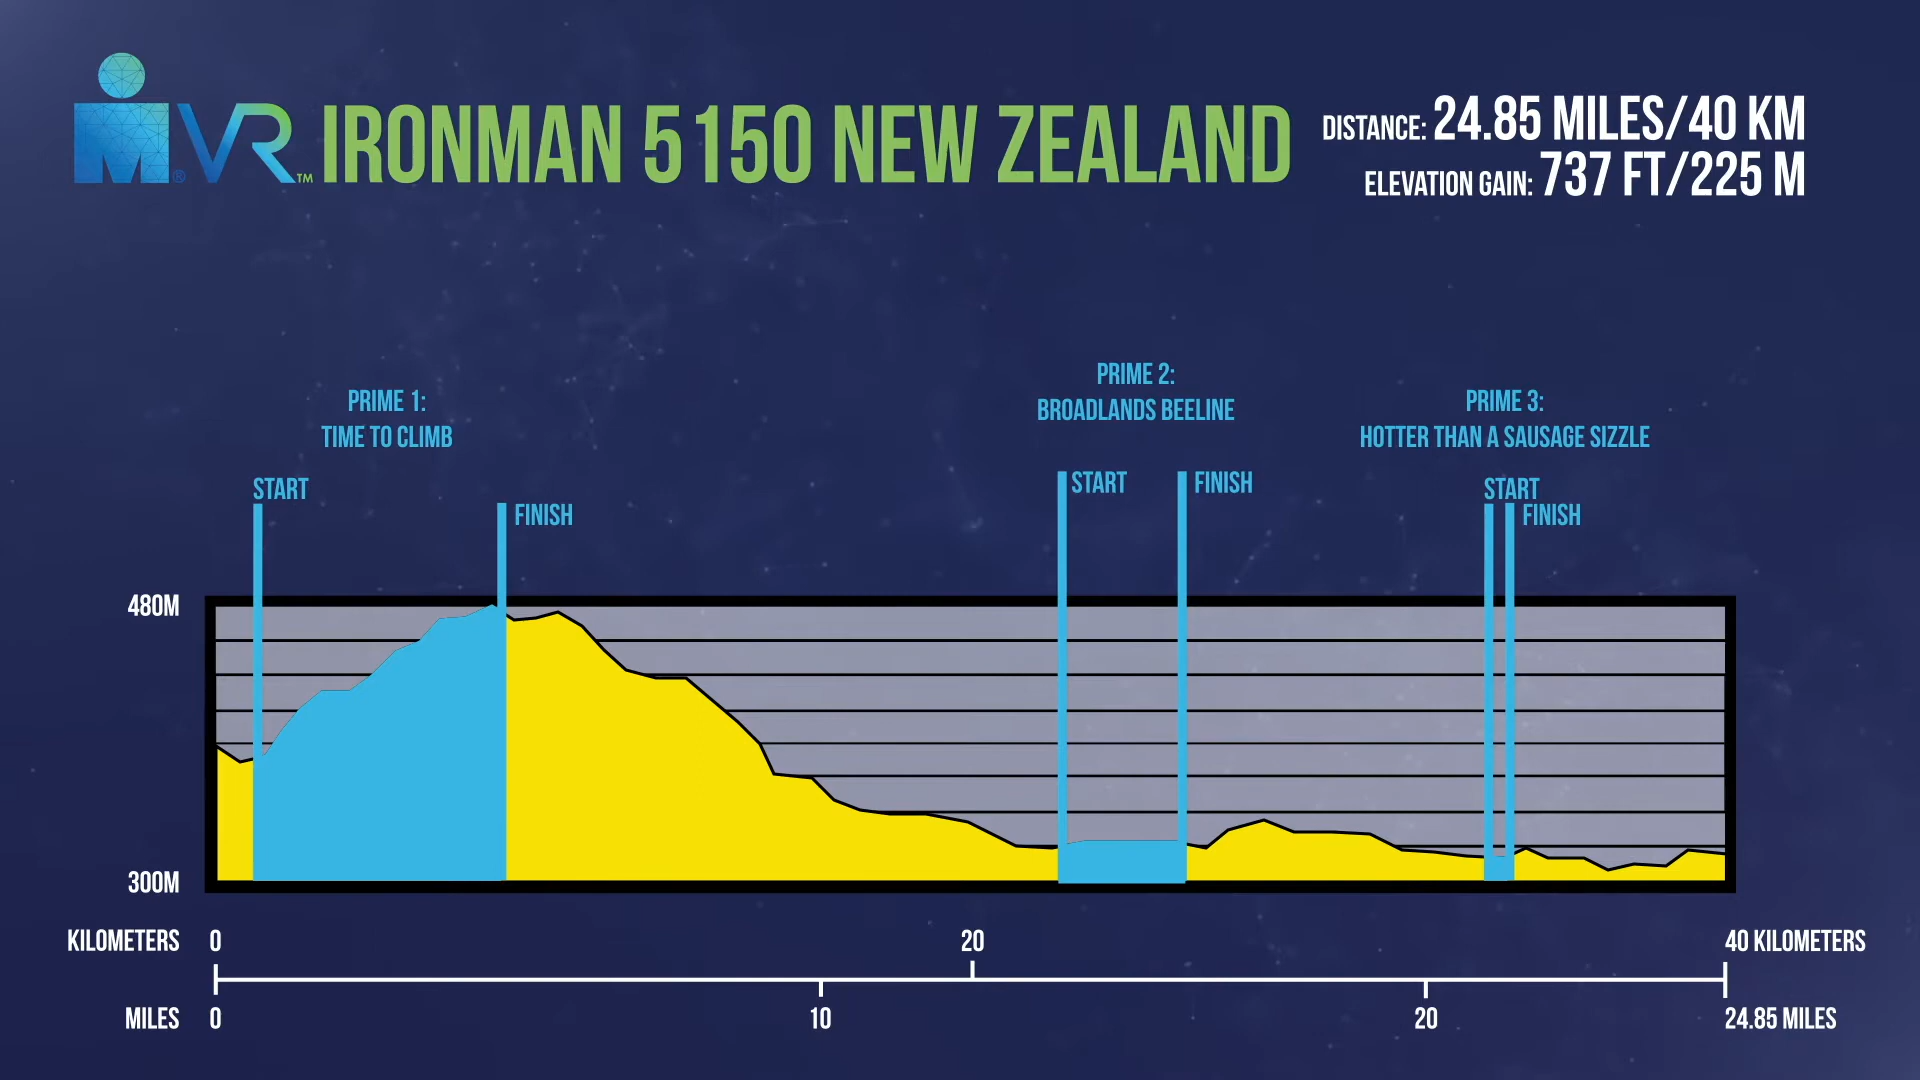 M® VR™ IRONMAN 5150 NEW ZEALAND
DISTANCE: 24.85 MILES/40 KM
ELEVATION GAIN: 737 FT/225 M
PRIME 1:
TIME TO CLIMB
START
FINISH
PRIME 2:
BROADLANDS BEELINE
START
FINISH
PRIME 3:
HOTTER THAN A SAUSAGE SIZZLE
START
FINISH
480M
300M
KILOMETERS 0 20 40 KILOMETERS
MILES 0 10 20 24.85 MILES